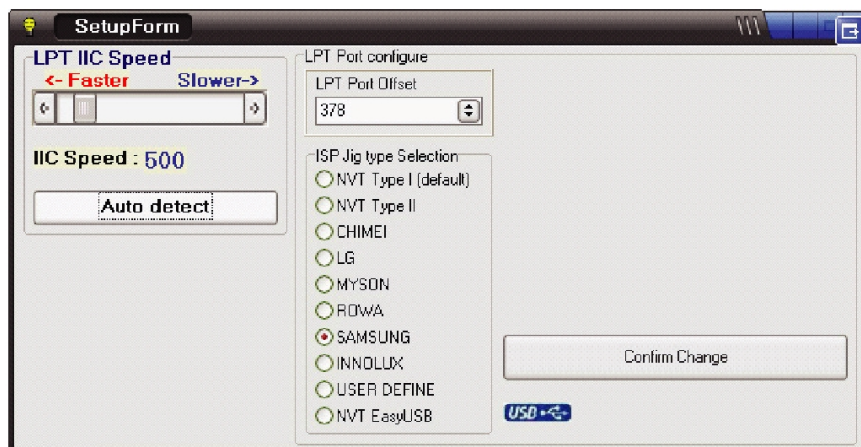 SetupForm
LPT IIC Speed
<- Faster Slower->
IIC Speed : 500
Auto detect
LPT Port configure
LPT Port Offset
378
ISP Jig type Selection
NVT Type I (default)
NVT Type II
CHIMEI
LG
MYSON
ROWA
SAMSUNG
INNOLUX
USER DEFINE
NVT EasyUSB
Confirm Change
USB